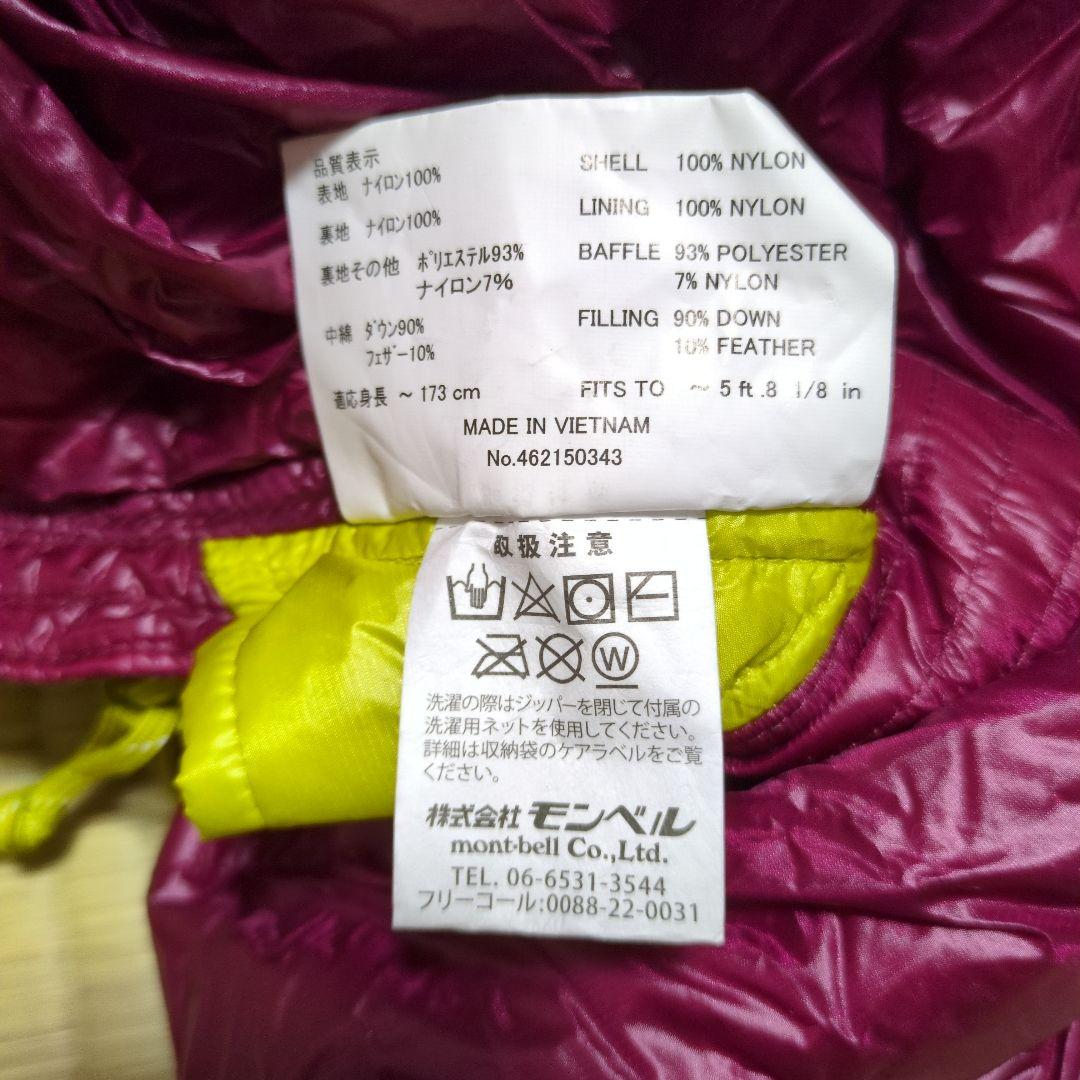 品質表示
表地 ナイロン100%
裏地 ナイロン100%
裏地その他 ポリエステル93%
ナイロン7%
中綿 ダウン90%
フェザー10%
適応身長 ~ 173 cm
SHELL 100% NYLON
LINING 100% NYLON
BAFFLE 93% POLYESTER
7% NYLON
FILLING 90% DOWN
10% FEATHER
FITS TO ~ 5 ft .8 1/8 in
MADE IN VIETNAM
No.462150343
取扱注意
W
洗濯の際はジッパーを閉じて付属の
洗濯用ネットを使用してください。
詳細は収納袋のケアラベルをご覧
ください。
株式会社 モンベル
mont-bell Co.,Ltd.
TEL. 06-6531-3544
フリーコール:0088-22-0031